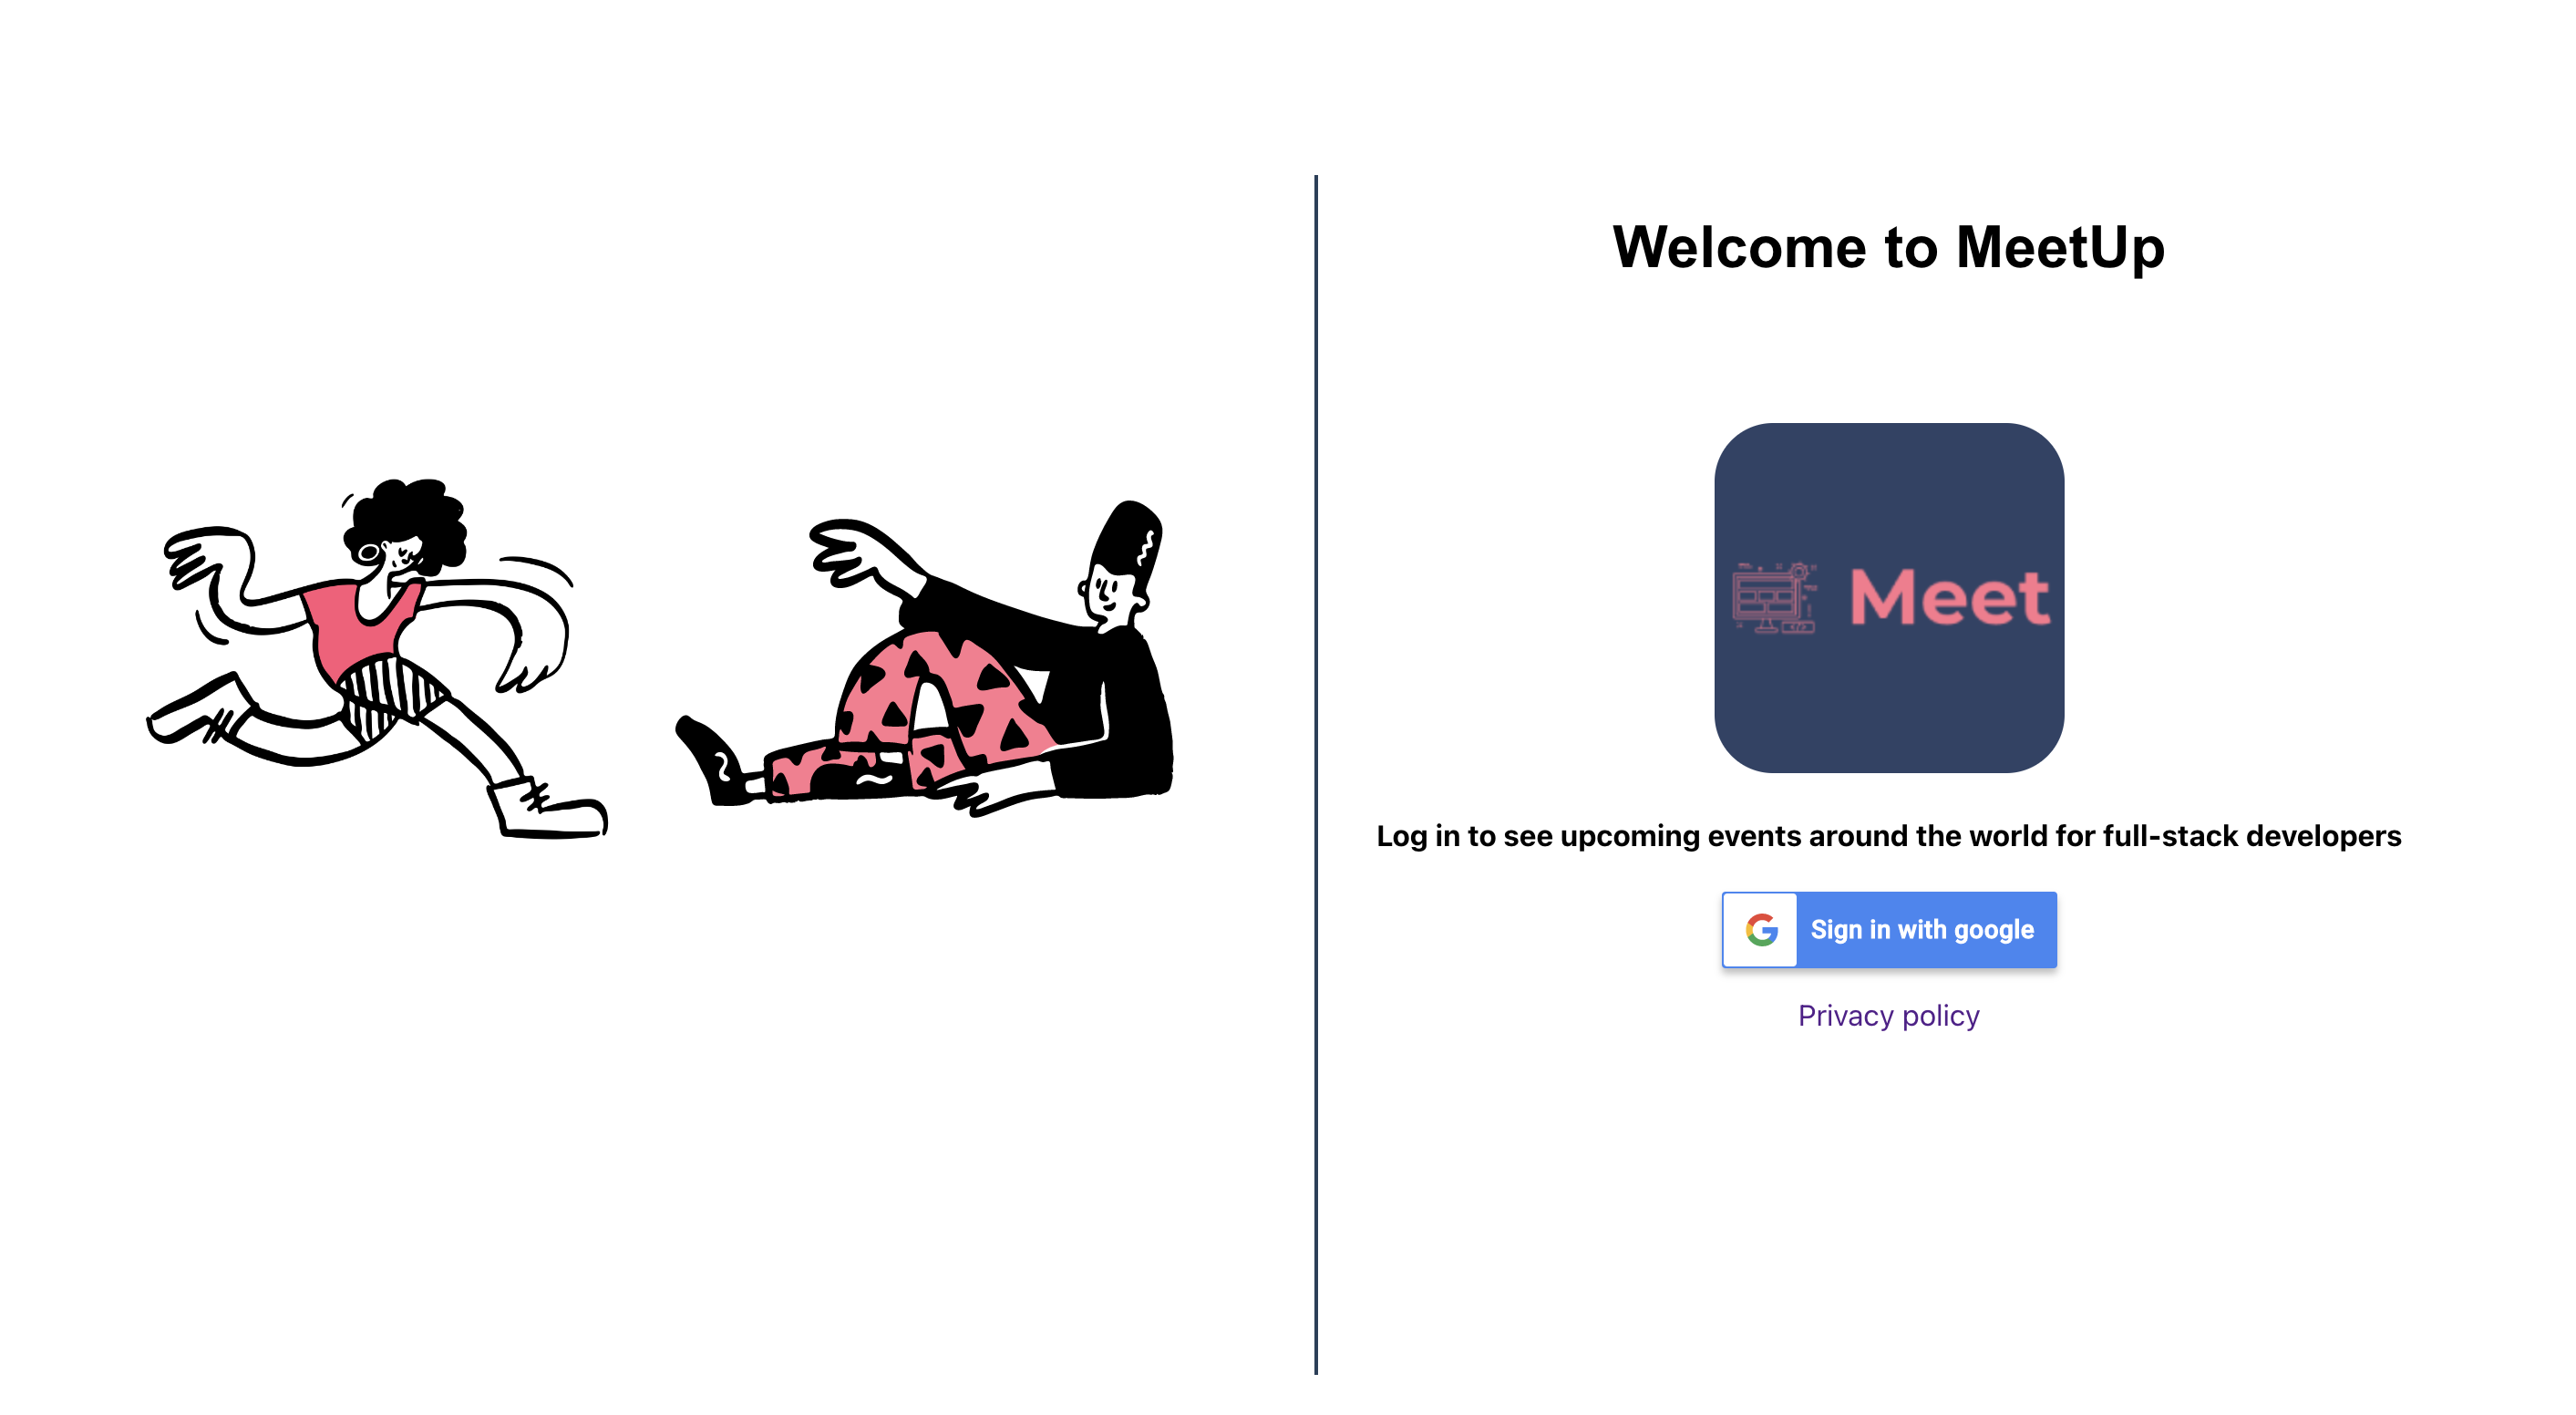 Welcome to MeetUp
Meet
Log in to see upcoming events around the world for full-stack developers
Sign in with google
Privacy policy